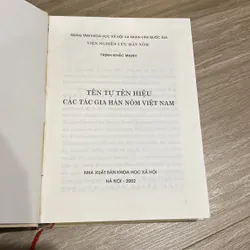 TRUNG TÂM KHOA HỌC XÃ HỘI VÀ NHÂN VĂN QUỐC GIA
VIỆN NGHIÊN CỨU HÁN NÔM
TRỊNH KHẮC MẠNH
TÊN TỰ TÊN HIỆU
CÁC TÁC GIA HÁN NÔM VIỆT NAM
NHÀ XUẤT BẢN KHOA HỌC XÃ HỘI
HÀ NỘI - 2002